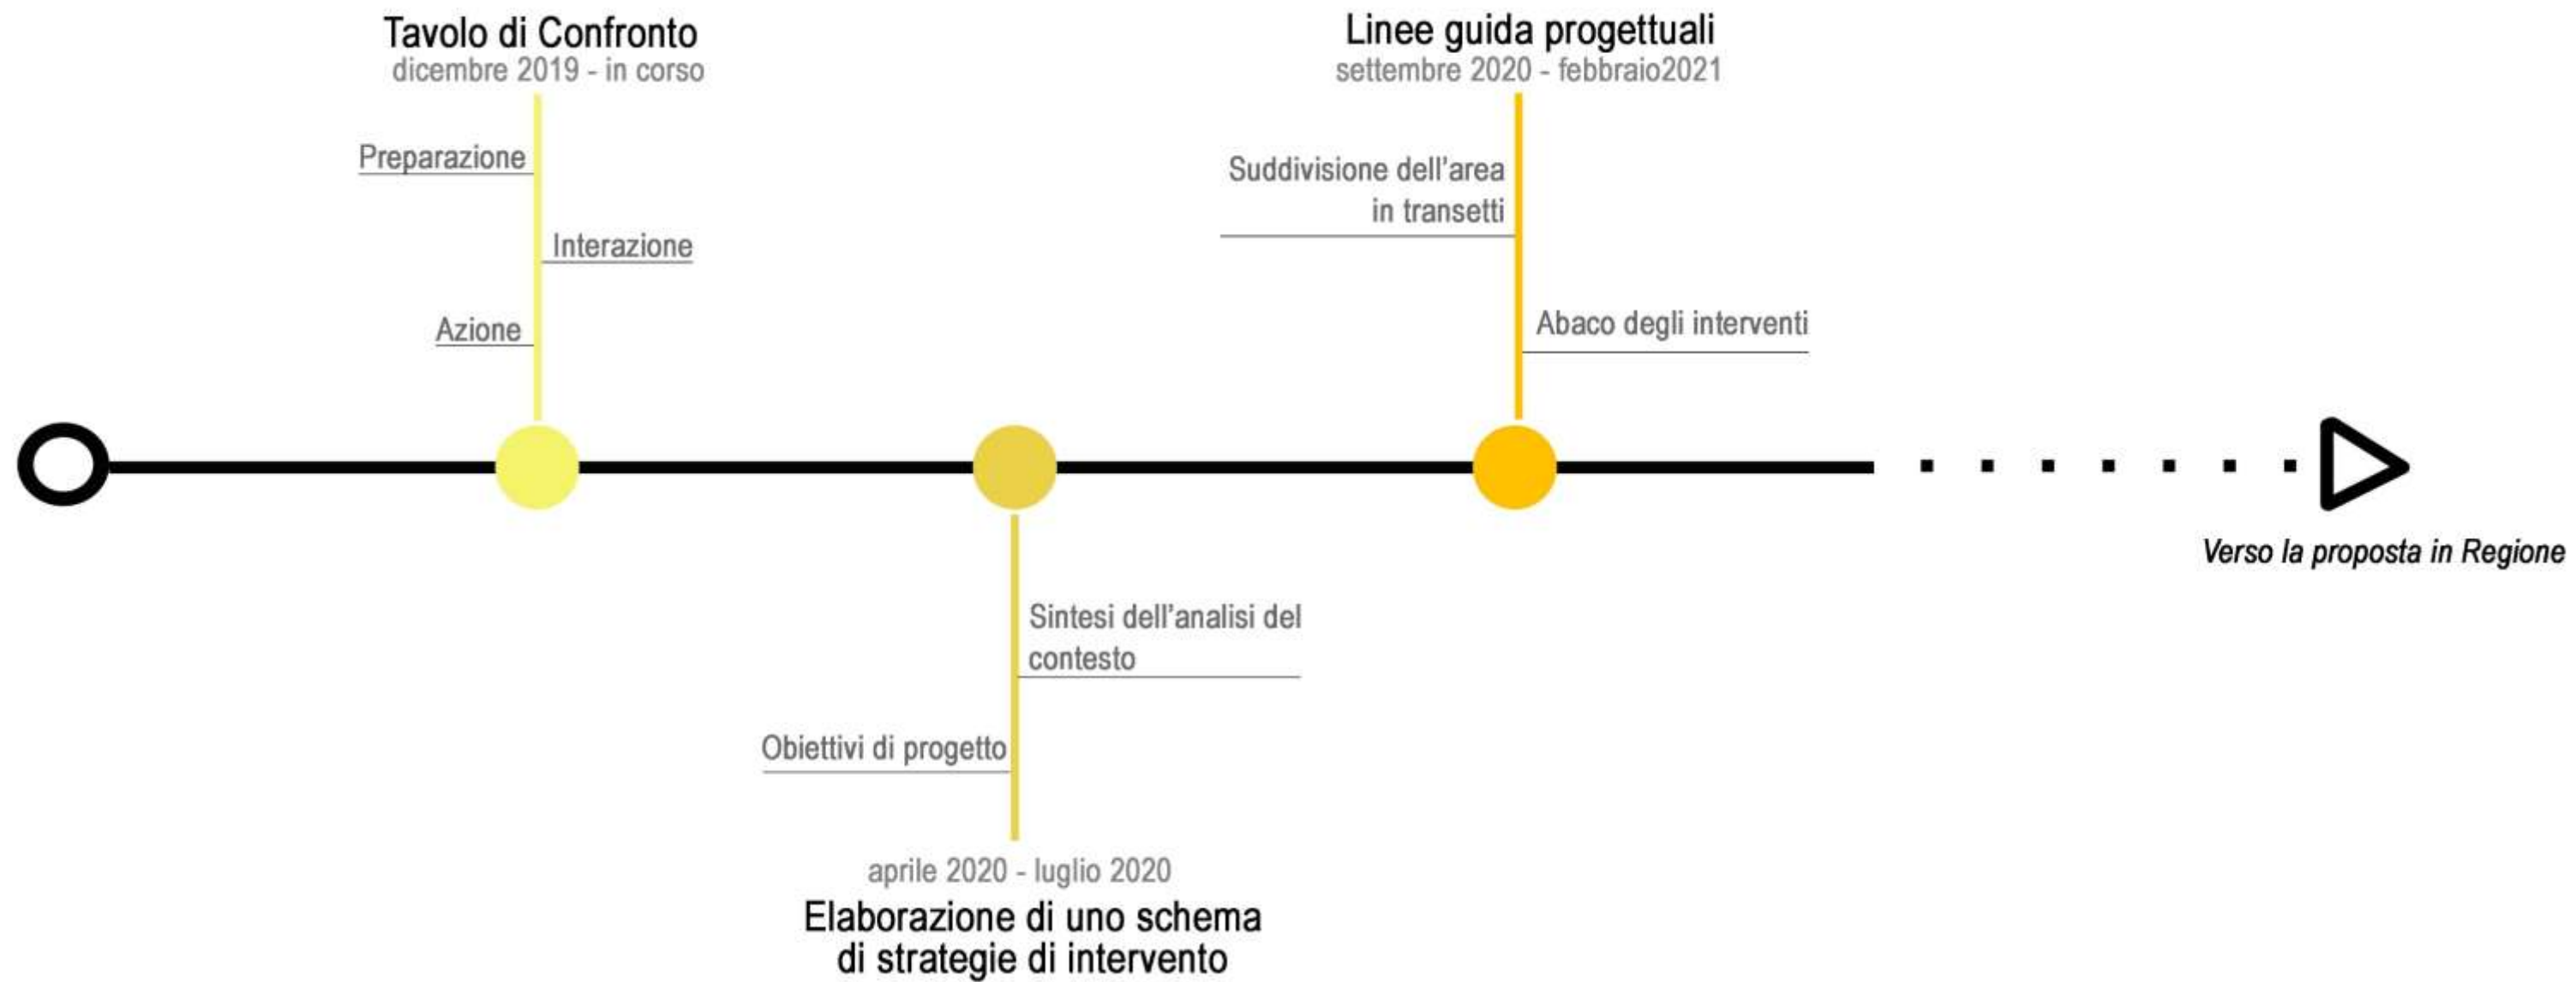 Tavolo di Confronto
dicembre 2019 - in corso
Preparazione
Interazione
Azione
Linee guida progettuali
settembre 2020 - febbraio2021
Suddivisione dell'area
in transetti
Abaco degli interventi
Verso la proposta in Regione
Sintesi dell'analisi del
contesto
Obiettivi di progetto
aprile 2020 - luglio 2020
Elaborazione di uno schema
di strategie di intervento